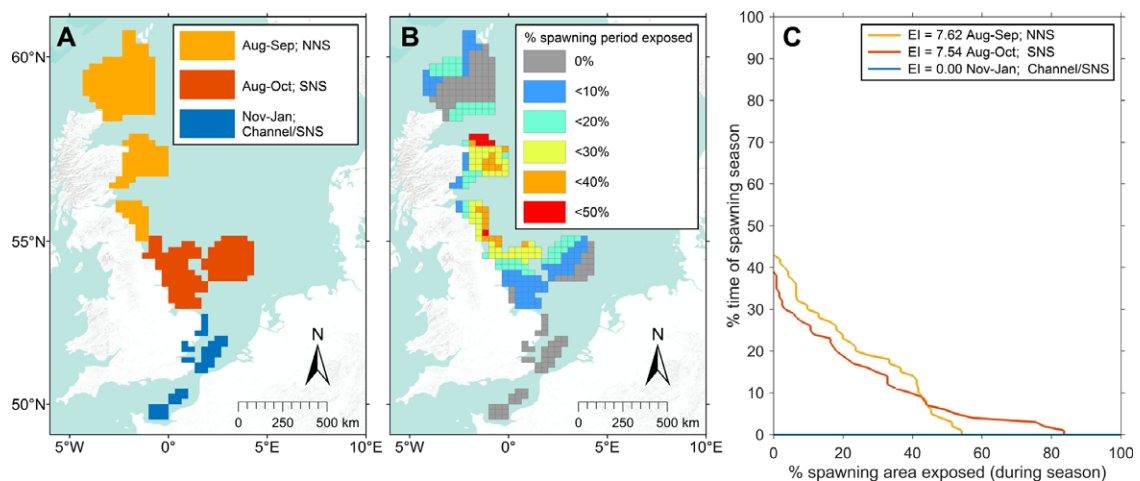 A
Aug-Sep; NNS
Aug-Oct; SNS
Nov-Jan;
Channel/SNS
60°N
55°N
50°N
N
0 250 500 km
5°W 0° 5°E 10°E
B
% spawning period exposed
0%
<10%
<20%
<30%
<40%
<50%
N
0 250 500 km
5°W 0° 5°E 10°E
C
EI = 7.62 Aug-Sep; NNS
EI = 7.54 Aug-Oct; SNS
EI = 0.00 Nov-Jan; Channel/SNS
% time of spawning season
100
90
80
70
60
50
40
30
20
10
0
0 20 40 60 80 100
% spawning area exposed (during season)